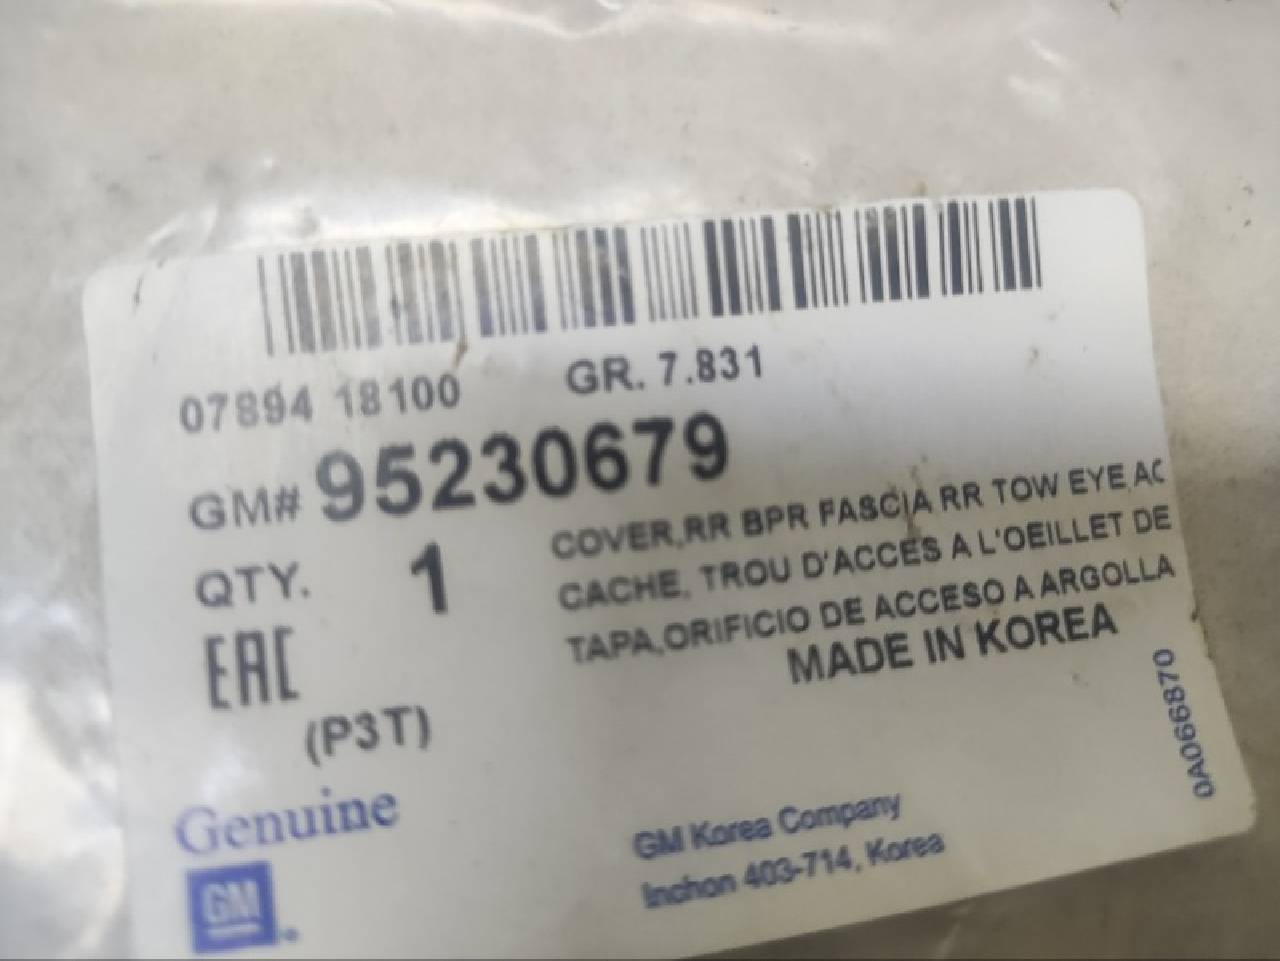 07894 18100 GR. 7.831
GM# 95230679
QTY. 1
COVER,RR BPR FASCIA RR TOW EYE AC
CACHE, TROU D'ACCES A L'OEILLET DE
TAPA,ORIFICIO DE ACCESO A ARGOLLA
MADE IN KOREA
EAC
(P3T)
0A066870
Genuine
GM
GM Korea Company
Inchon 403-714, Korea